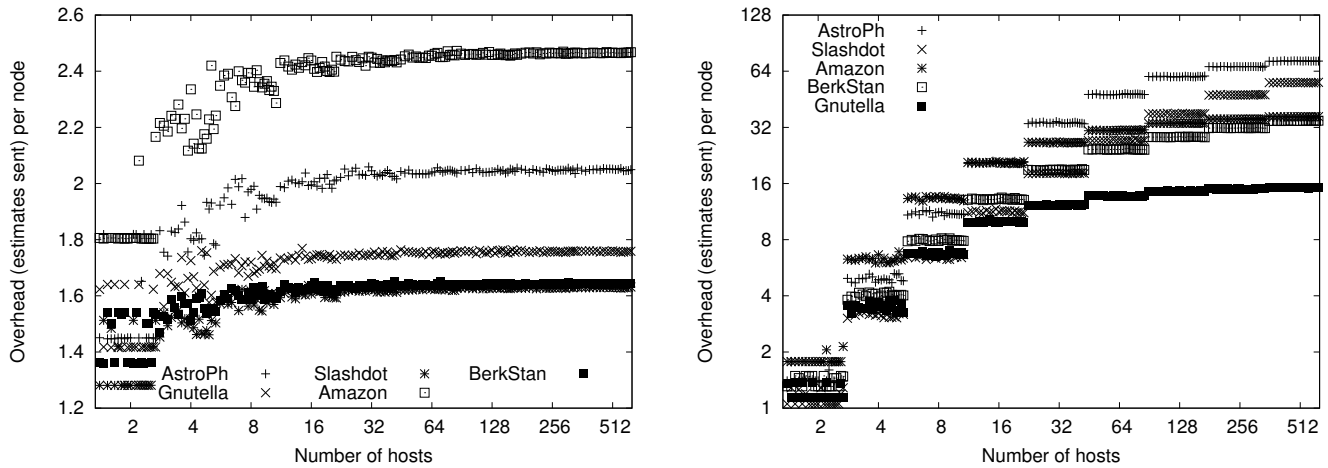 2.6
2.4
2.2
2
1.8
1.6
1.4
1.2
Overhead (estimates sent) per node
AstroPh Slashdot BerkStan
Gnutella Amazon
2 4 8 16 32 64 128 256 512
Number of hosts
128
64
32
16
8
4
2
1
Overhead (estimates sent) per node
AstroPh
Slashdot
Amazon
BerkStan
Gnutella
2 4 8 16 32 64 128 256 512
Number of hosts